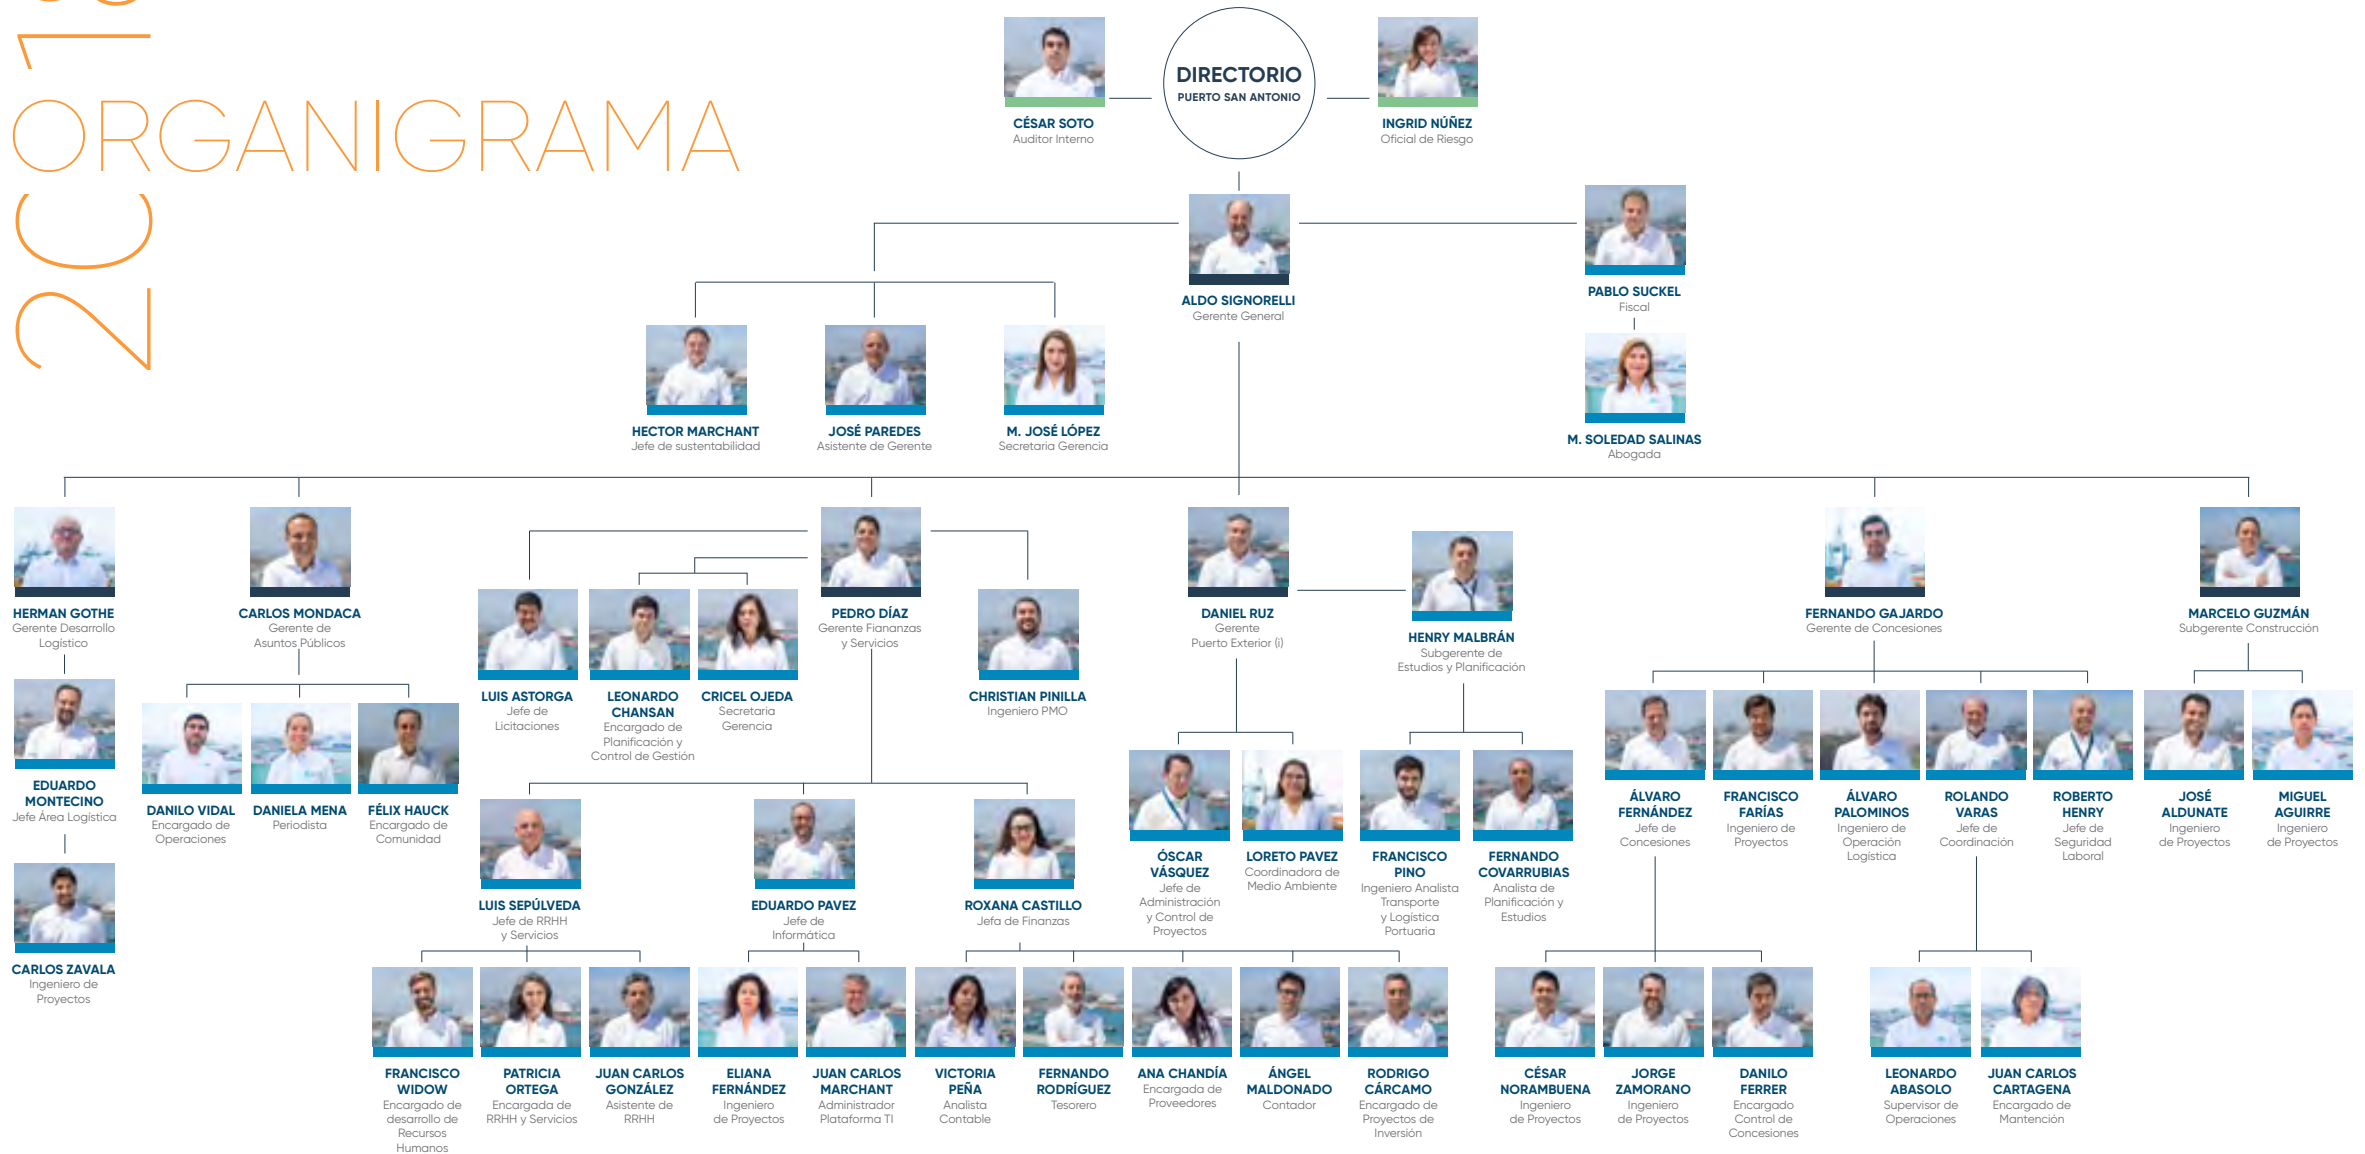 ORGANIGRAMA
DIRECTORIO
PUERTO SAN ANTONIO
CÉSAR SOTO
Auditor Interno
INGRID NÚÑEZ
Oficial de Riesgo
ALDO SIGNORELLI
Gerente General
PABLO SUCKEL
Fiscal
M. SOLEDAD SALINAS
Abogada
HECTOR MARCHANT
Jefe de sustentabilidad
JOSÉ PAREDES
Asistente de Gerente
M. JOSÉ LÓPEZ
Secretaria Gerencia
HERMAN GOTHE
Gerente Desarrollo
Logístico
EDUARDO
MONTECINO
Jefe Área Logística
CARLOS ZAVALA
Ingeniero de
Proyectos
CARLOS MONDACA
Gerente de
Asuntos Públicos
DANILO VIDAL
Encargado de
Operaciones
DANIELA MENA
Periodista
FÉLIX HAUCK
Encargado de
Comunidad
PEDRO DÍAZ
Gerente Fiananzas
y Servicios
LUIS ASTORGA
Jefe de
Licitaciones
LEONARDO
CHANSAN
Encargado de
Planificación y
Control de Gestión
CRICEL OJEDA
Secretaria
Gerencia
CHRISTIAN PINILLA
Ingeniero PMO
LUIS SEPÚLVEDA
Jefe de RRHH
y Servicios
EDUARDO PAVEZ
Jefe de
Informática
ROXANA CASTILLO
Jefa de Finanzas
FRANCISCO
WIDOW
Encargado de
desarrollo de
Recursos
Humanos
PATRICIA
ORTEGA
Encargada de
RRHH y Servicios
JUAN CARLOS
GONZÁLEZ
Asistente de
RRHH
ELIANA
FERNÁNDEZ
Ingeniero
de Proyectos
JUAN CARLOS
MARCHANT
Administrador
Plataforma TI
VICTORIA
PEÑA
Analista
Contable
FERNANDO
RODRÍGUEZ
Tesorero
ANA CHANDÍA
Encargada de
Proveedores
ÁNGEL
MALDONADO
Contador
RODRIGO
CÁRCAMO
Encargado de
Proyectos de
Inversión
DANIEL RUZ
Gerente
Puerto Exterior (i)
HENRY MALBRÁN
Subgerente de
Estudios y Planificación
ÓSCAR
VÁSQUEZ
Jefe de
Administración
y Control de
Proyectos
LORETO PAVEZ
Coordinadora de
Medio Ambiente
FRANCISCO
PINO
Ingeniero Analista
Transporte
y Logística
Portuaria
FERNANDO
COVARRUBIAS
Analista de
Planificación y
Estudios
FERNANDO GAJARDO
Gerente de Concesiones
ÁLVARO
FERNÁNDEZ
Jefe de
Concesiones
FRANCISCO
FARÍAS
Ingeniero de
Proyectos
ÁLVARO
PALOMINOS
Ingeniero de
Operación
Logística
ROLANDO
VARAS
Jefe de
Coordinación
ROBERTO
HENRY
Jefe de
Seguridad
Laboral
CÉSAR
NORAMBUENA
Ingeniero
de Proyectos
JORGE
ZAMORANO
Ingeniero
de Proyectos
DANILO
FERRER
Encargado
Control de
Concesiones
LEONARDO
ABASOLO
Supervisor de
Operaciones
JUAN CARLOS
CARTAGENA
Encargado de
Mantención
MARCELO GUZMÁN
Subgerente Construcción
JOSÉ
ALDUNATE
Ingeniero
de Proyectos
MIGUEL
AGUIRRE
Ingeniero
de Proyectos